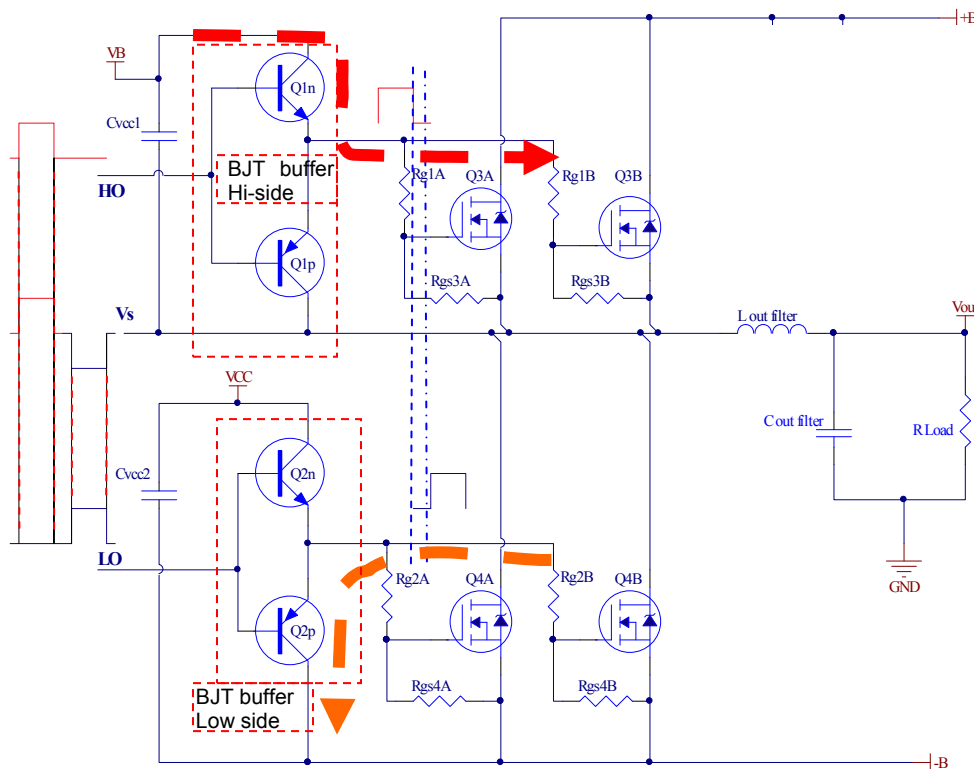 +B
VB
Q1n
Cvcc1
BJT buffer
Hi-side
HO
Rg1A
Q3A
Rg1B
Q3B
Q1p
Rgs3A
Rgs3B
Vs
L out filter
Vout
VCC
C out filter
R Load
Cvcc2
Q2n
LO
Rg2A
Q4A
Rg2B
Q4B
GND
Q2p
Rgs4A
Rgs4B
BJT buffer
Low side
-B